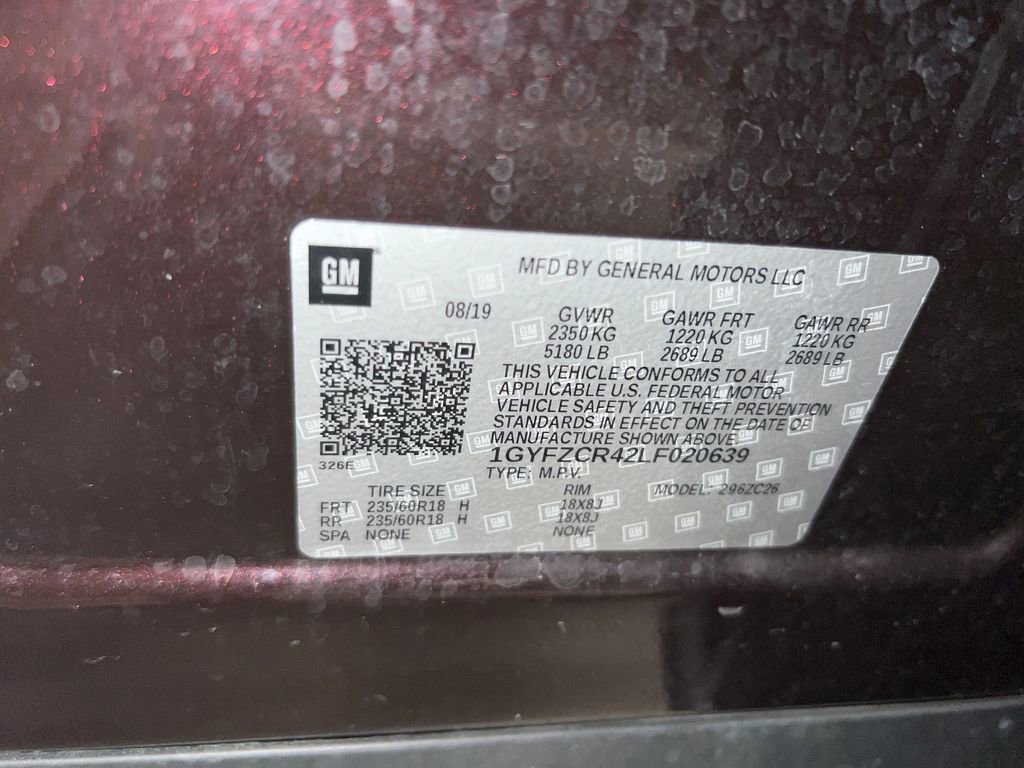 GM
MFD BY GENERAL MOTORS LLC
08/19 GVWR GAWR FRT GAWR RR
2350 KG 1220 KG 1220 KG
5180 LB 2689 LB 2689 LB
THIS VEHICLE CONFORMS TO ALL
APPLICABLE U.S. FEDERAL MOTOR
VEHICLE SAFETY AND THEFT PREVENTION
STANDARDS IN EFFECT ON THE DATE OF
MANUFACTURE SHOWN ABOVE.
1GYFZCR42LF020639
326E
TYPE: M.P.V.
TIRE SIZE RIM MODEL: 296ZC26
FRT 235/60R18 H 18X8J
RR 235/60R18 H 18X8J
SPA NONE NONE